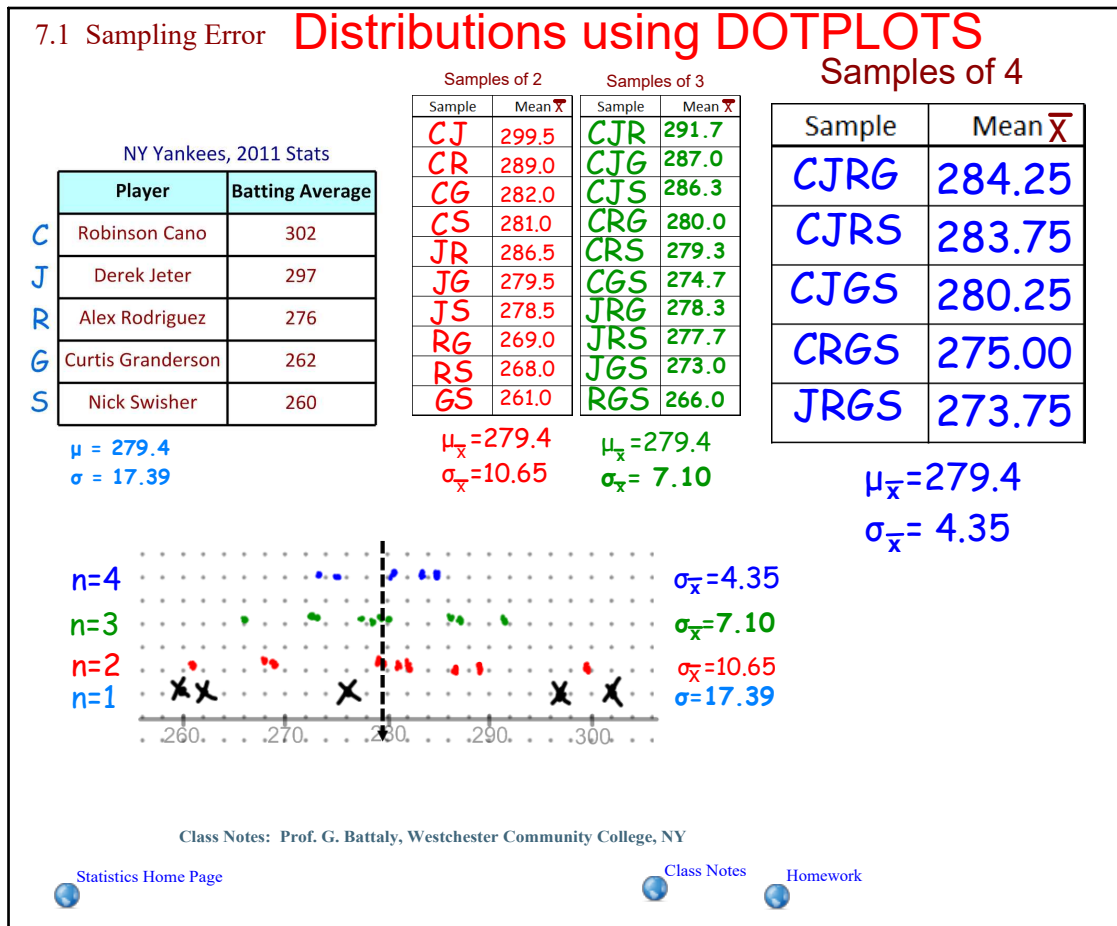 7.1 Sampling Error Distributions using DOTPLOTS
Samples of 2
Samples of 3
Samples of 4
NY Yankees, 2011 Stats
Player Batting Average
C Robinson Cano 302
J Derek Jeter 297
R Alex Rodriguez 276
G Curtis Granderson 262
S Nick Swisher 260
μ = 279.4
σ = 17.39
Sample Mean x̅
CJ 299.5
CR 289.0
CG 282.0
CS 281.0
JR 286.5
JG 279.5
JS 278.5
RG 269.0
RS 268.0
GS 261.0
μx̅=279.4
σx̅=10.65
Sample Mean x̅
CJR 291.7
CJG 287.0
CJS 286.3
CRG 280.0
CRS 279.3
CGS 274.7
JRG 278.3
JRS 277.7
JGS 273.0
RGS 266.0
μx̅=279.4
σx̅= 7.10
Sample Mean x̅
CJRG 284.25
CJRS 283.75
CJGS 280.25
CRGS 275.00
JRGS 273.75
μx̅=279.4
σx̅= 4.35
n=4 σx̅=4.35
n=3 σx̅=7.10
n=2 σx̅=10.65
n=1 σ=17.39
260 270 280 290 300
Class Notes: Prof. G. Battaly, Westchester Community College, NY
Statistics Home Page
Class Notes
Homework